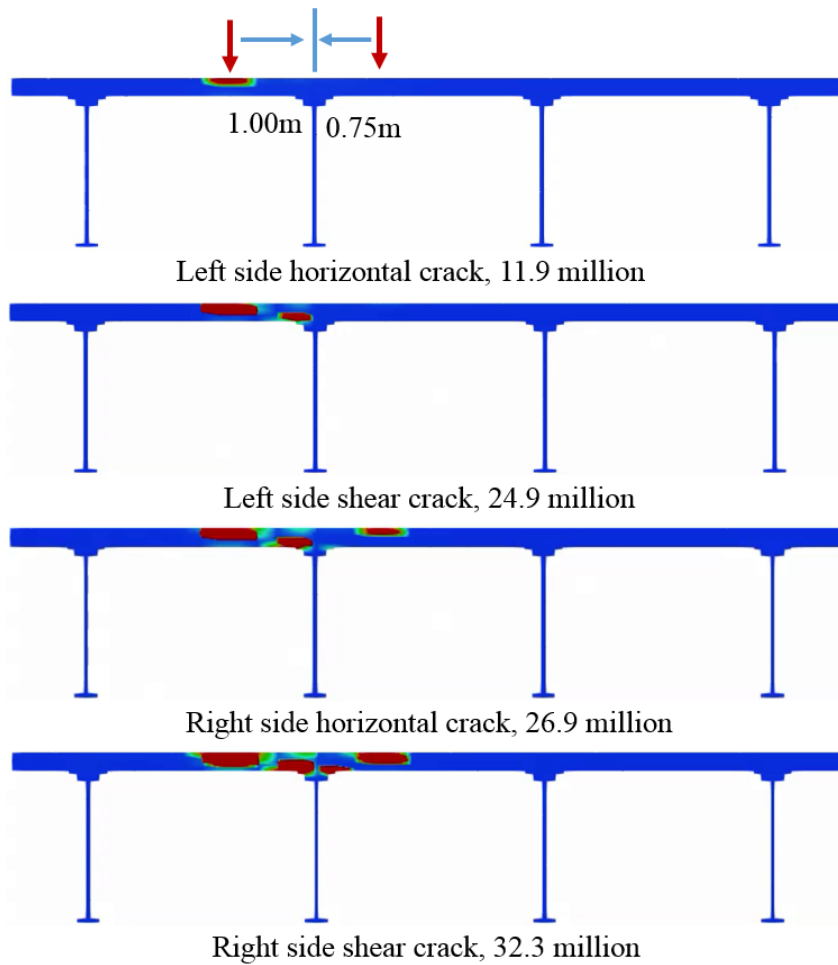 1.00m
0.75m
Left side horizontal crack, 11.9 million
Left side shear crack, 24.9 million
Right side horizontal crack, 26.9 million
Right side shear crack, 32.3 million